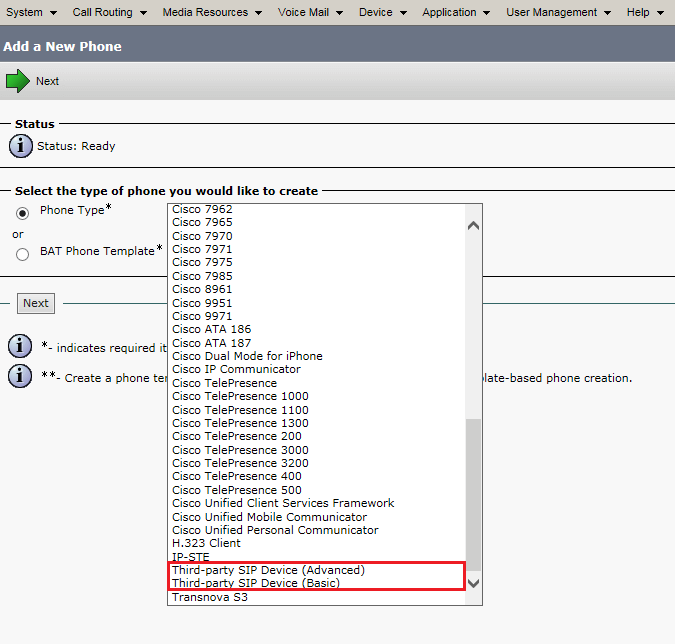 System Call Routing Media Resources Voice Mail Device Application User Management Help
Add a New Phone
Next
Status
Status: Ready
Select the type of phone you would like to create
Phone Type*
or
BAT Phone Template*
Cisco 7962
Cisco 7965
Cisco 7970
Cisco 7971
Cisco 7975
Cisco 7985
Cisco 8961
Cisco 9951
Cisco 9971
Cisco ATA 186
Cisco ATA 187
Cisco Dual Mode for iPhone
Cisco IP Communicator
Cisco TelePresence
Cisco TelePresence 1000
Cisco TelePresence 1100
Cisco TelePresence 1300
Cisco TelePresence 200
Cisco TelePresence 3000
Cisco TelePresence 3200
Cisco TelePresence 400
Cisco TelePresence 500
Cisco Unified Client Services Framework
Cisco Unified Mobile Communicator
Cisco Unified Personal Communicator
H.323 Client
IP-STE
Third-party SIP Device (Advanced)
Third-party SIP Device (Basic)
Transnova S3
Next
*- indicates required it
**- Create a phone ter plate-based phone creation.